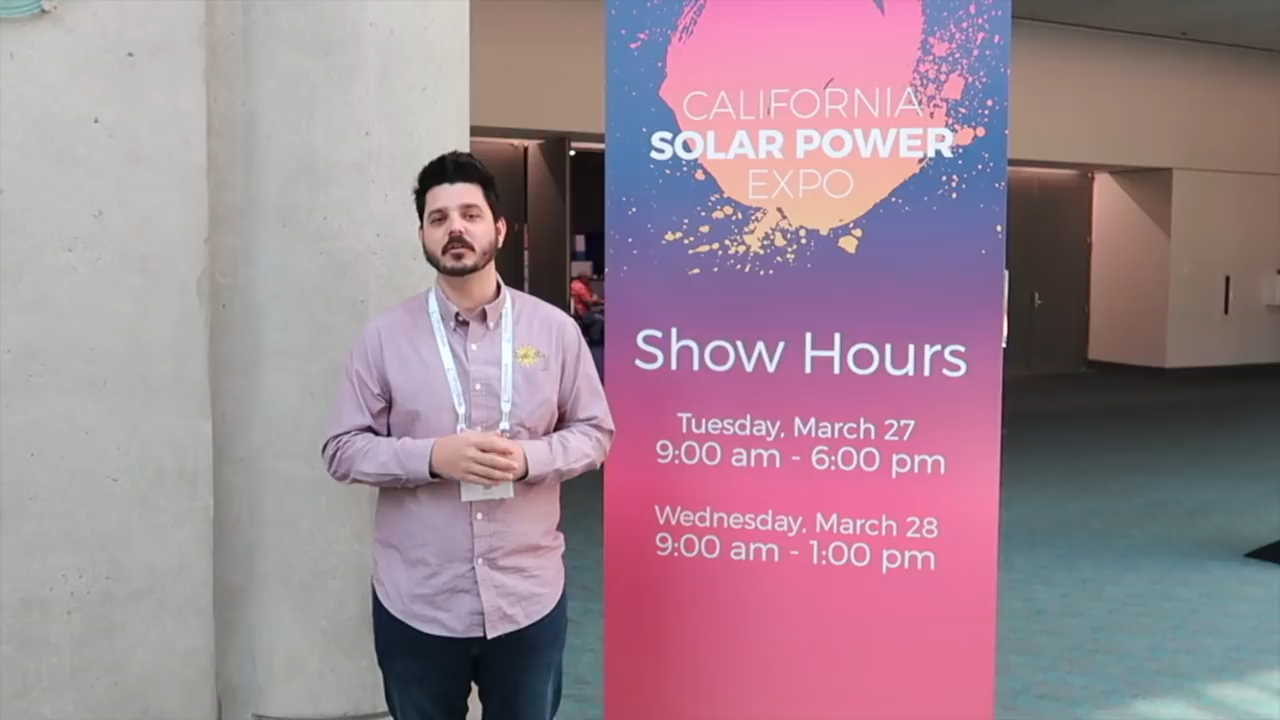 CALIFORNIA
SOLAR POWER
EXPO
Show Hours
Tuesday, March 27
9:00 am - 6:00 pm
Wednesday, March 28
9:00 am - 1:00 pm